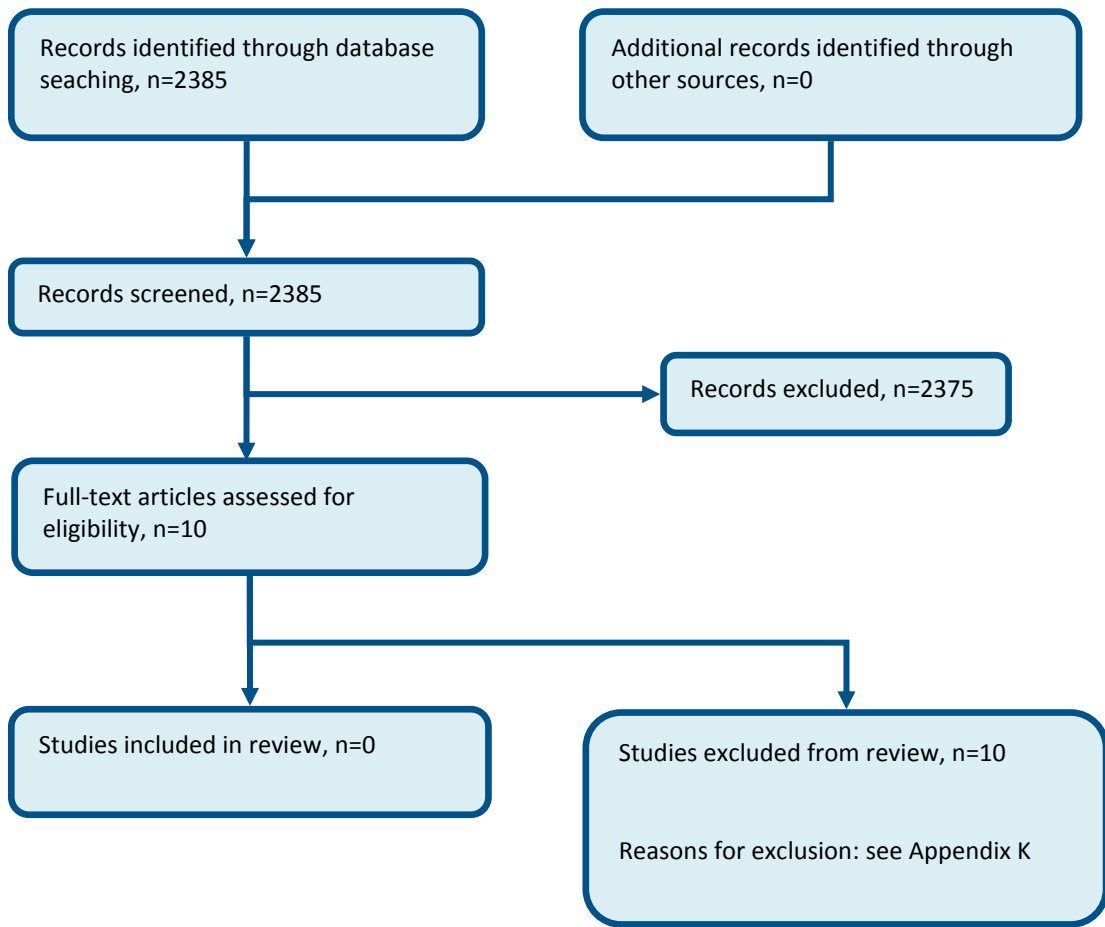 Records identified through database
seaching, n=2385
Additional records identified through
other sources, n=0
Records screened, n=2385
Records excluded, n=2375
Full-text articles assessed for
eligibility, n=10
Studies included in review, n=0
Studies excluded from review, n=10
Reasons for exclusion: see Appendix K